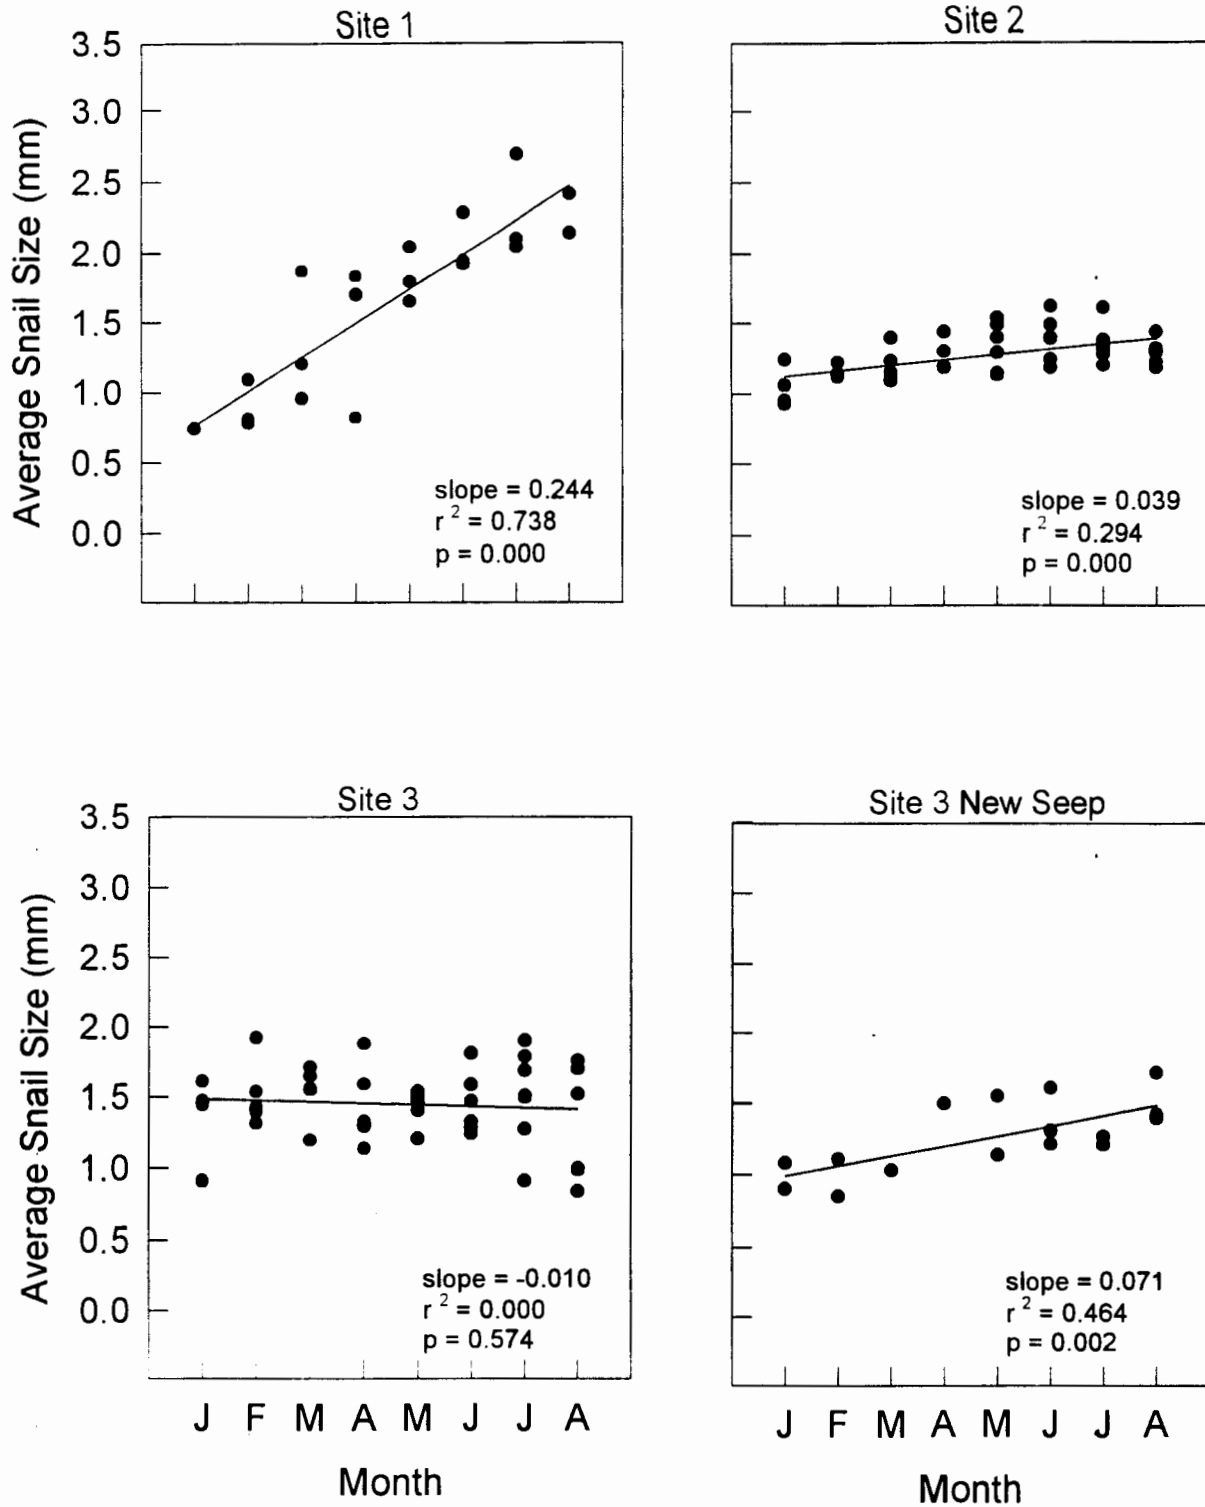 Site 1
3.5
3.0
2.5
2.0
1.5
1.0
0.5
0.0
Average Snail Size (mm)
slope = 0.244
r 2 = 0.738
p = 0.000
Site 2
slope = 0.039
r 2 = 0.294
p = 0.000
Site 3
3.5
3.0
2.5
2.0
1.5
1.0
0.5
0.0
Average Snail Size (mm)
slope = -0.010
r 2 = 0.000
p = 0.574
J F M A M J J A
Month
Site 3 New Seep
slope = 0.071
r 2 = 0.464
p = 0.002
J F M A M J J A
Month